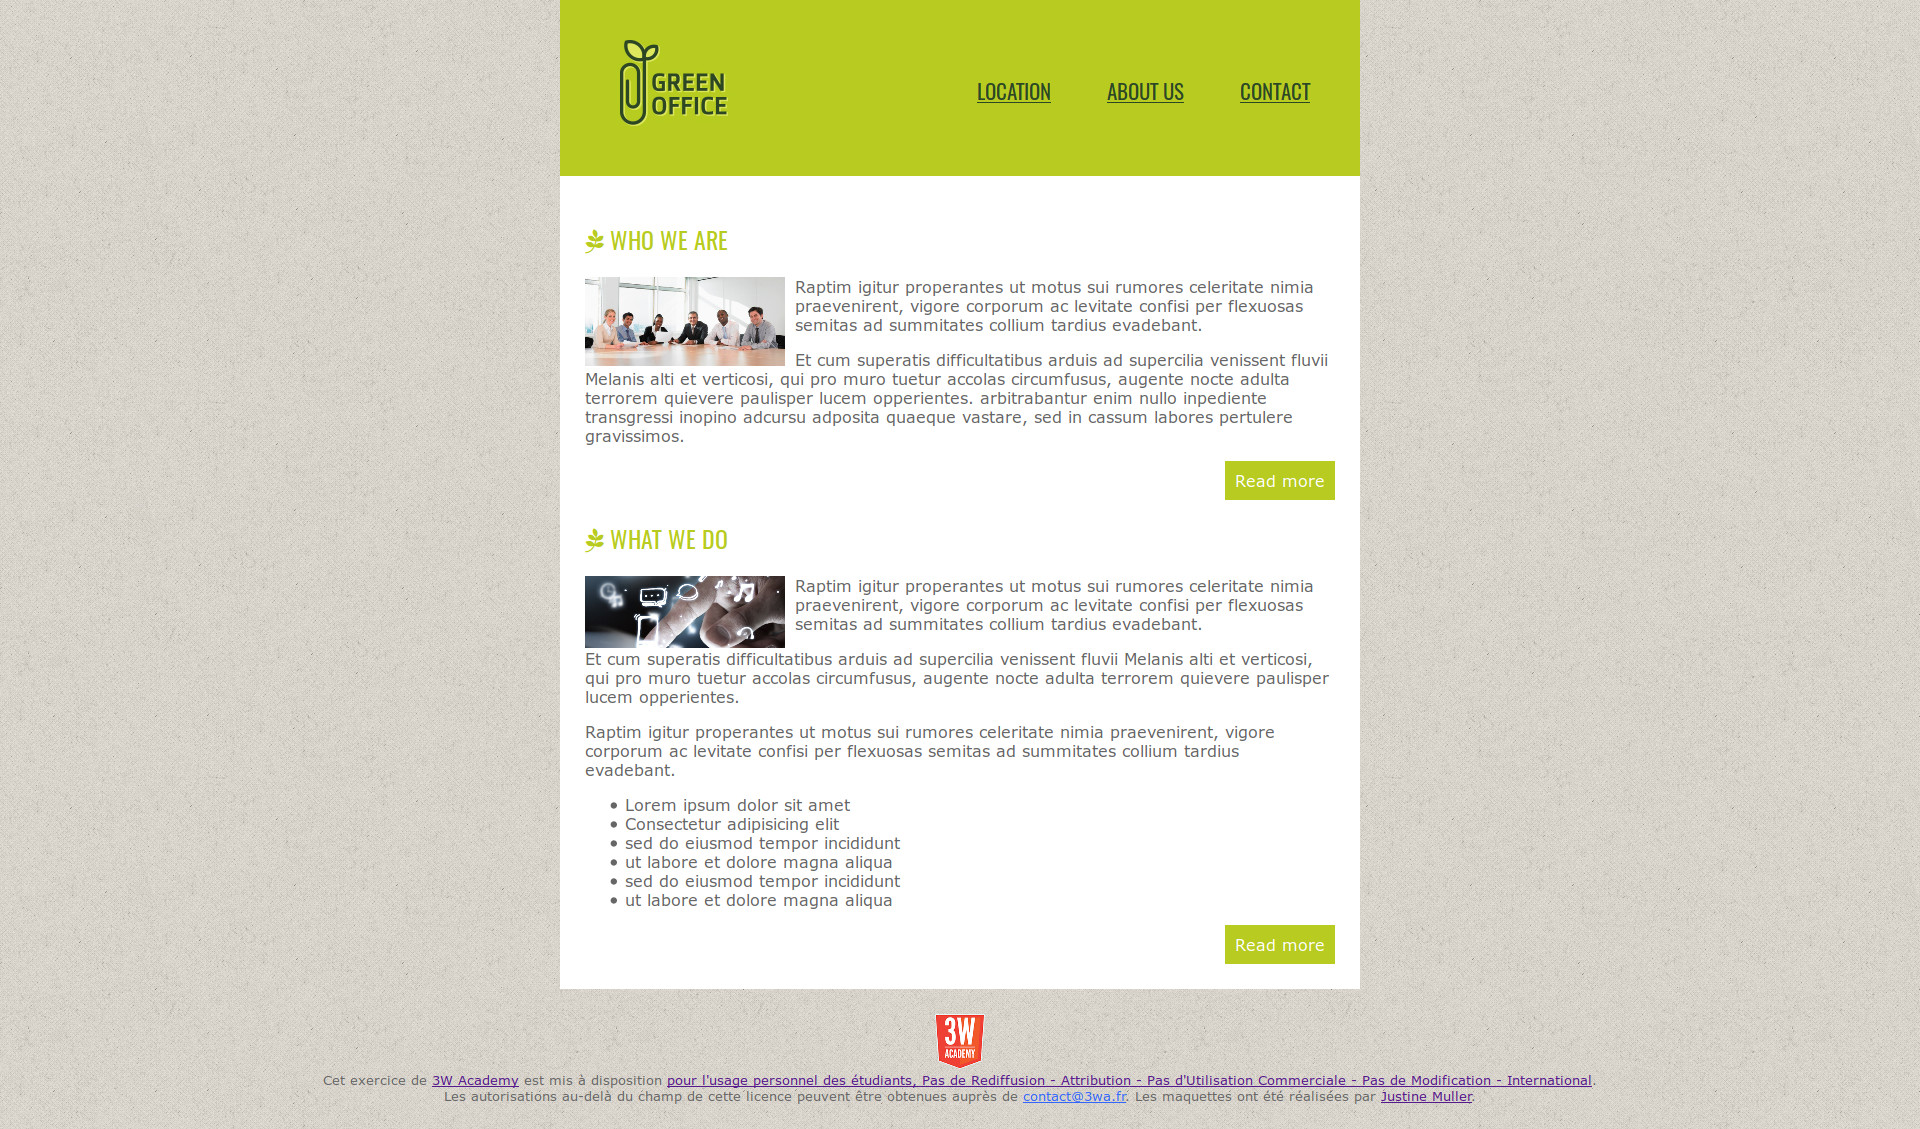 GREEN
OFFICE
LOCATION ABOUT US CONTACT
WHO WE ARE
Raptim igitur properantes ut motus sui rumores celeritate nimia
praevenirent, vigore corporum ac levitate confisi per flexuosas
semitas ad summitates collium tardius evadebant.
Et cum superatis difficultatibus arduis ad supercilia venissent fluvii
Melanis alti et verticosi, qui pro muro tuetur accolas circumfusus, augente nocte adulta
terrorem quievere paulisper lucem opperientes. arbitrabantur enim nullo inpediente
transgressi inopino adcursu adposita quaeque vastare, sed in cassum labores pertulere
gravissimos.
Read more
WHAT WE DO
Raptim igitur properantes ut motus sui rumores celeritate nimia
praevenirent, vigore corporum ac levitate confisi per flexuosas
semitas ad summitates collium tardius evadebant.
Et cum superatis difficultatibus arduis ad supercilia venissent fluvii Melanis alti et verticosi,
qui pro muro tuetur accolas circumfusus, augente nocte adulta terrorem quievere paulisper
lucem opperientes.
Raptim igitur properantes ut motus sui rumores celeritate nimia praevenirent, vigore
corporum ac levitate confisi per flexuosas semitas ad summitates collium tardius
evadebant.
• Lorem ipsum dolor sit amet
• Consectetur adipisicing elit
• sed do eiusmod tempor incididunt
• ut labore et dolore magna aliqua
• sed do eiusmod tempor incididunt
• ut labore et dolore magna aliqua
Read more
3W
ACADEMY
Cet exercice de 3W Academy est mis à disposition pour l'usage personnel des étudiants, Pas de Rediffusion - Attribution - Pas d'Utilisation Commerciale - Pas de Modification - International.
Les autorisations au-delà du champ de cette licence peuvent être obtenues auprès de contact@3wa.fr. Les maquettes ont été réalisées par Justine Muller.